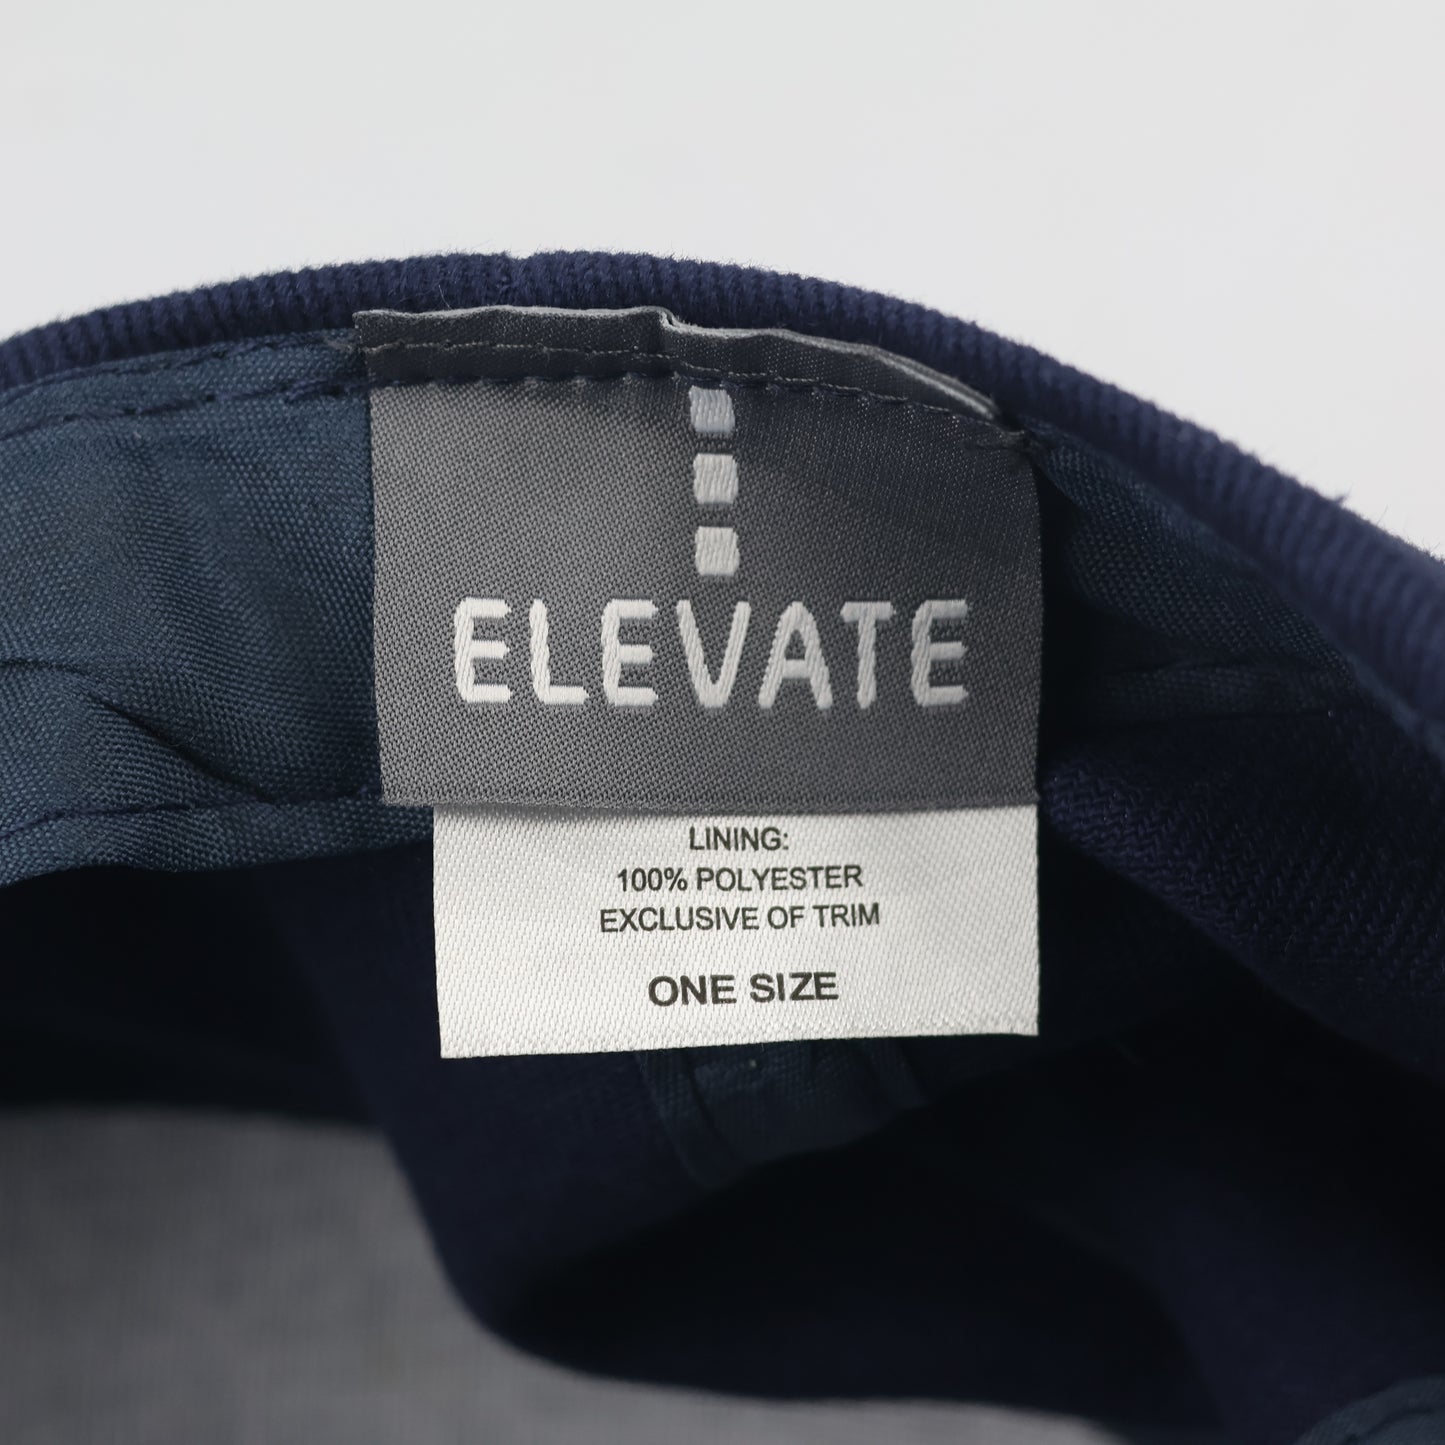 ELEVATE
LINING:
100% POLYESTER
EXCLUSIVE OF TRIM
ONE SIZE